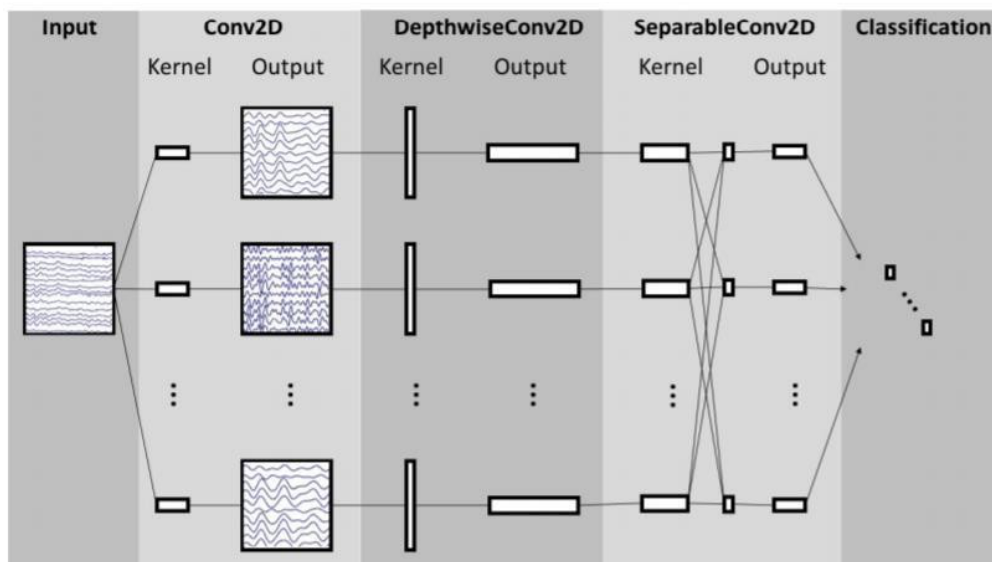 Input Conv2D DepthwiseConv2D SeparableConv2D Classification
Kernel Output Kernel Output Kernel Output